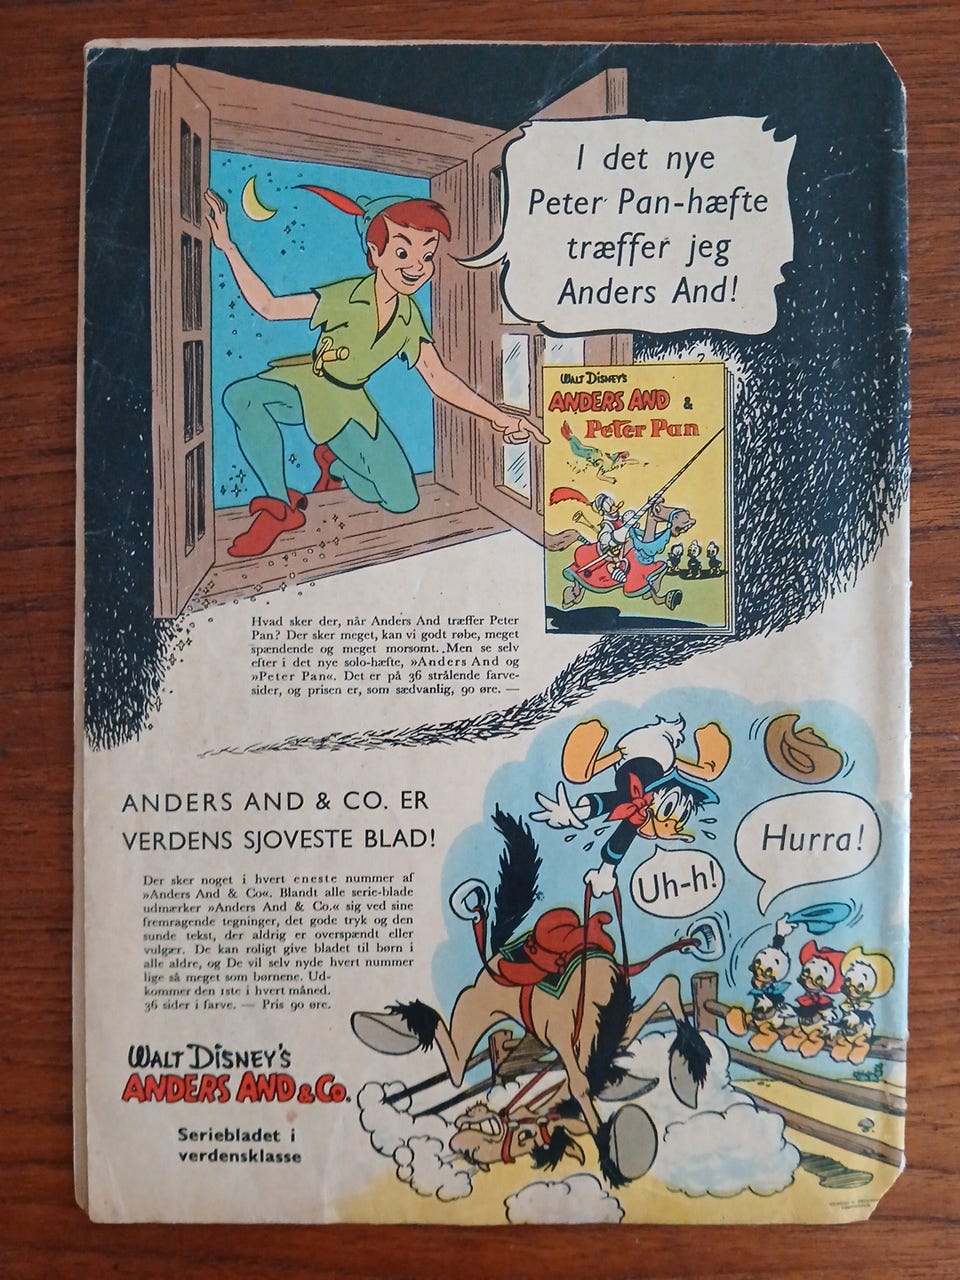 I det nye
Peter Pan-hæfte
træffer jeg
Anders And!
WALT DISNEY'S
ANDERS AND &
Peter Pan
Hvad sker der, når Anders And træffer Peter
Pan? Der sker meget, kan vi godt røbe, meget
spændende og meget morsomt. Men se selv
efter i det nye solo-hæfte, »Anders And og
»Peter Pan«. Det er på 36 strålende farve-
sider, og prisen er, som sædvanlig, 90 øre. —
ANDERS AND & CO. ER
VERDENS SJOVESTE BLAD!
Der sker noget i hvert eneste nummer af
»Anders And & Co«. Blandt alle serie-blade
udmærker »Anders And & Co.« sig ved sine
fremragende tegninger, det gode tryk og den
sunde tekst, der aldrig er overspændt eller
vulgær. De kan roligt give bladet til børn i
alle aldre, og De vil selv nyde hvert nummer
lige så meget som børnene. Ud-
kommer den 1ste i hvert måned.
36 sider i farve. — Pris 90 øre.
Uh-h!
Hurra!
WALT DISNEY'S
ANDERS AND & Co.
Seriebladet i
verdensklasse